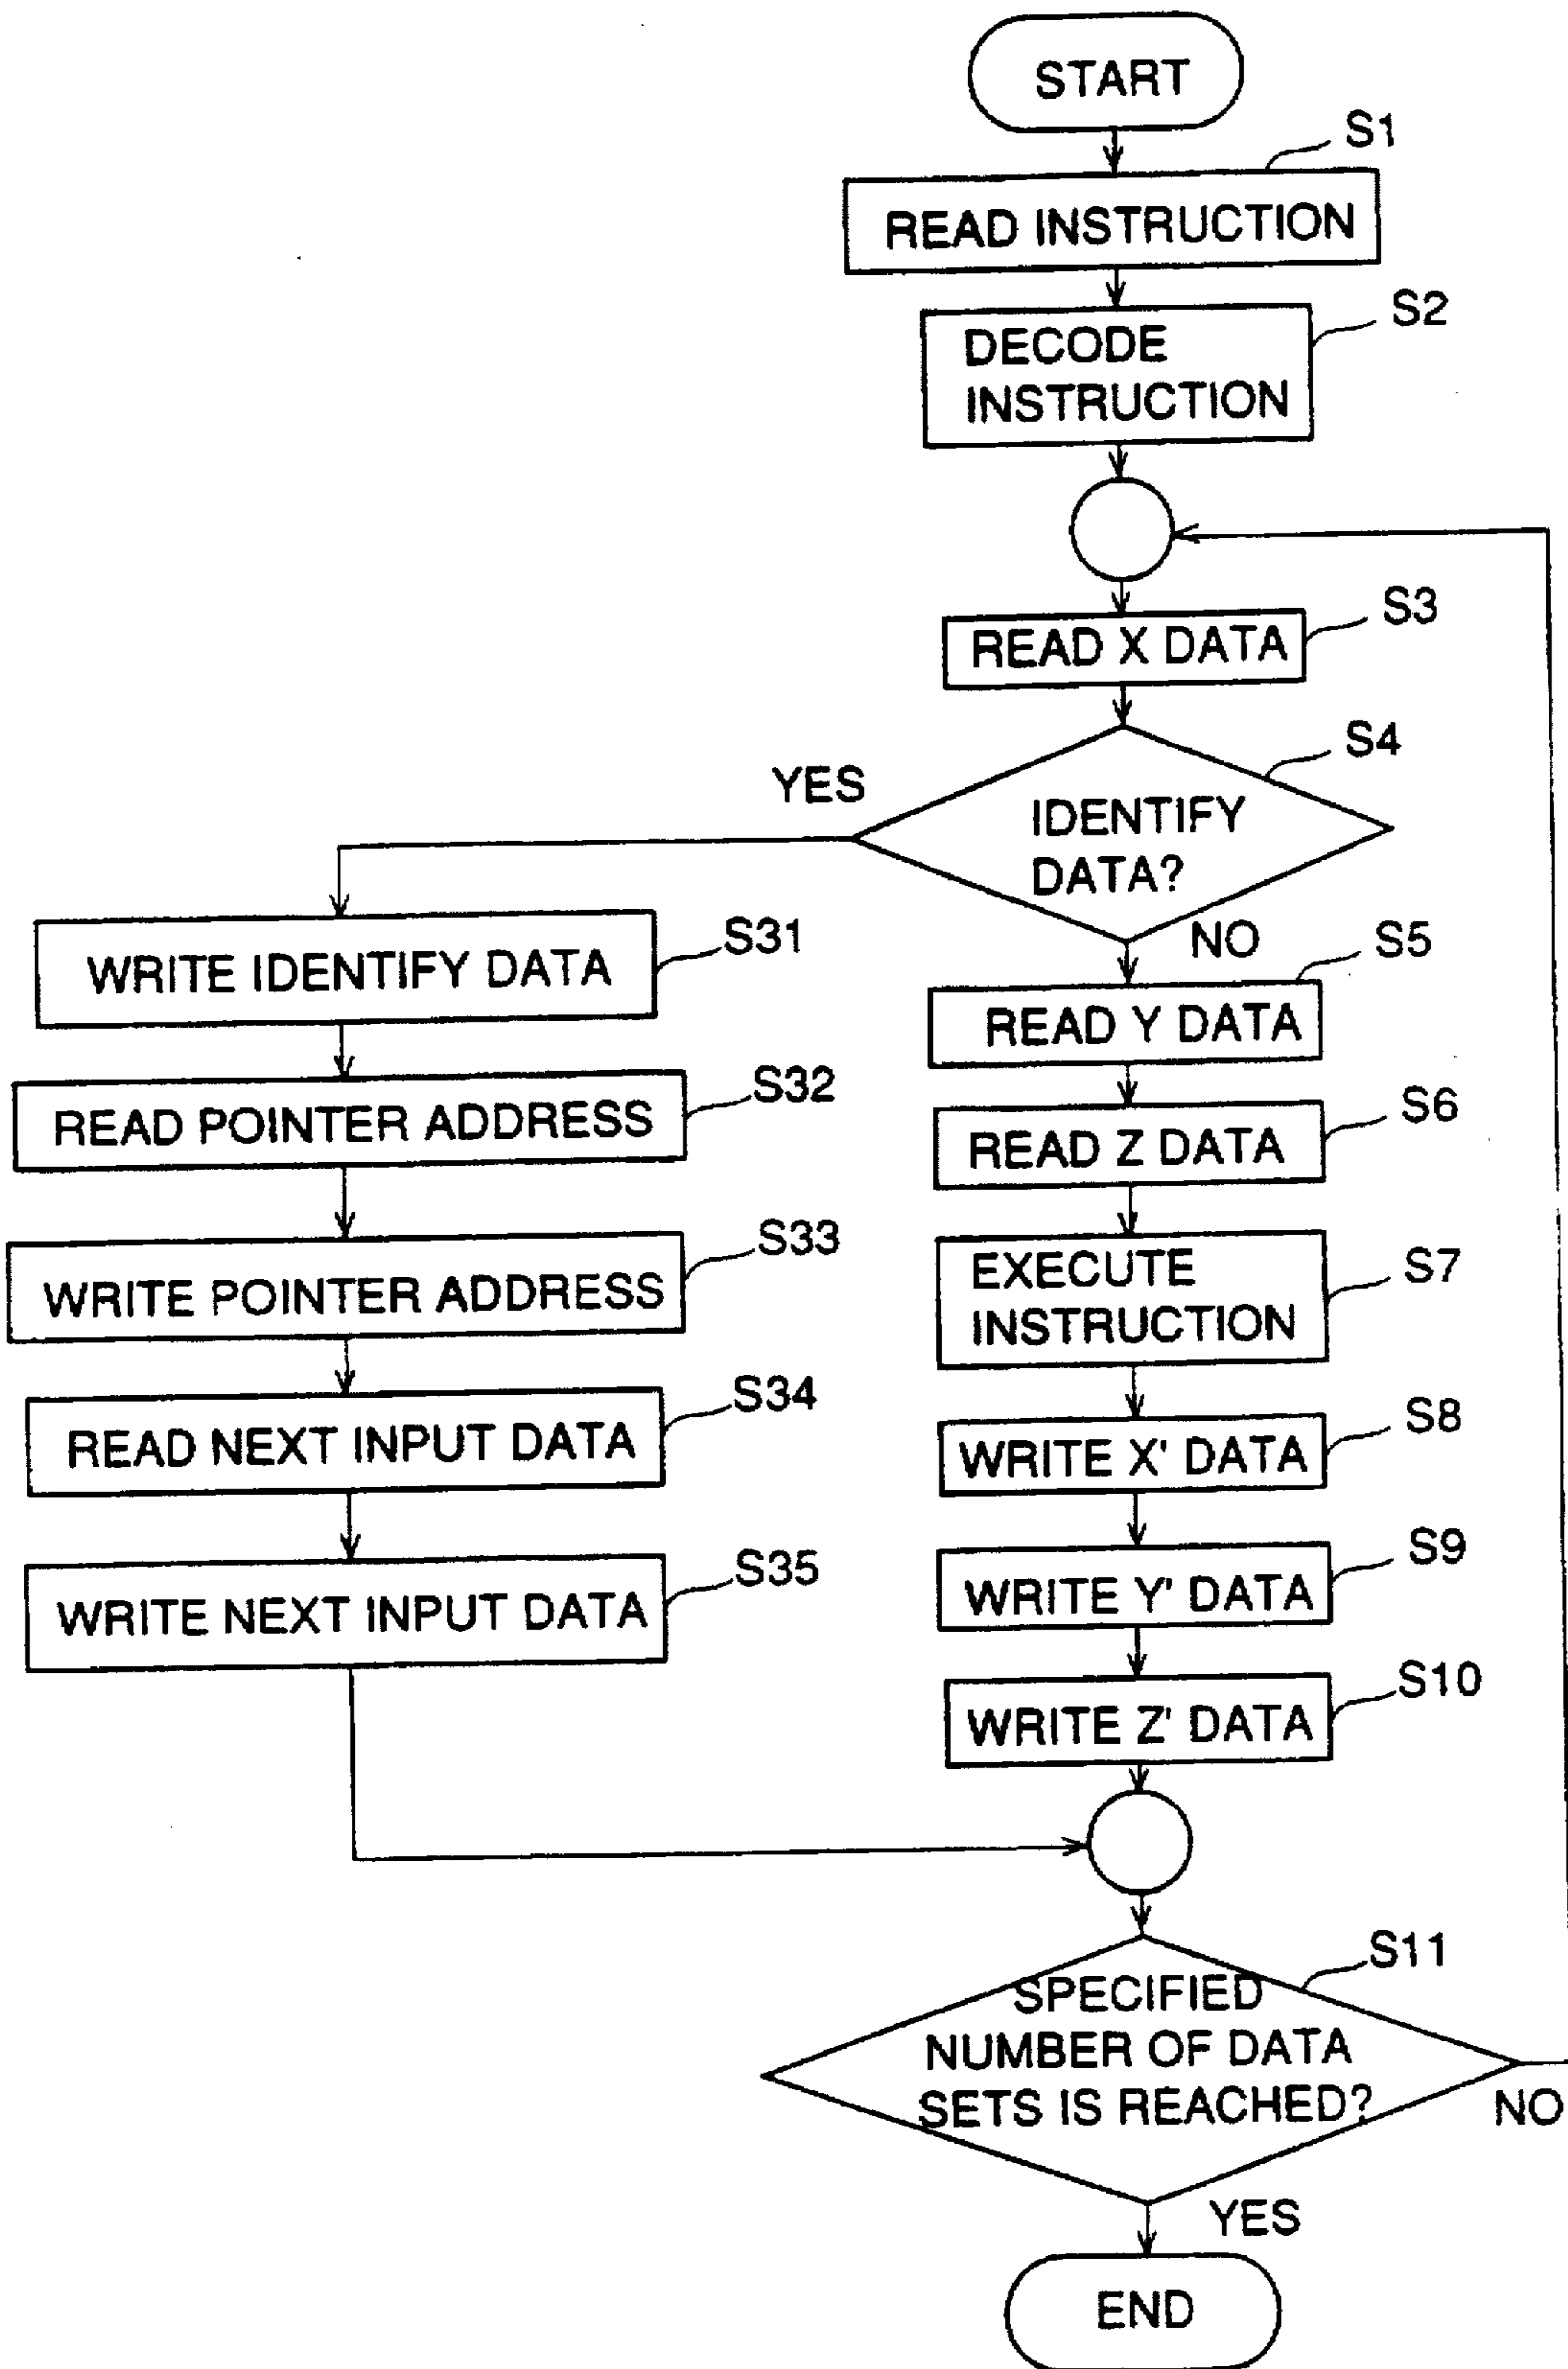 START
S1
READ INSTRUCTION
S2
DECODE
INSTRUCTION
S3
READ X DATA
S4
YES
IDENTIFY
DATA?
NO
S31
WRITE IDENTIFY DATA
S5
READ Y DATA
S32
READ POINTER ADDRESS
S6
READ Z DATA
S33
WRITE POINTER ADDRESS
S7
EXECUTE
INSTRUCTION
S34
READ NEXT INPUT DATA
S8
WRITE X' DATA
S35
WRITE NEXT INPUT DATA
S9
WRITE Y' DATA
S10
WRITE Z' DATA
S11
SPECIFIED
NUMBER OF DATA
SETS IS REACHED?
NO
YES
END